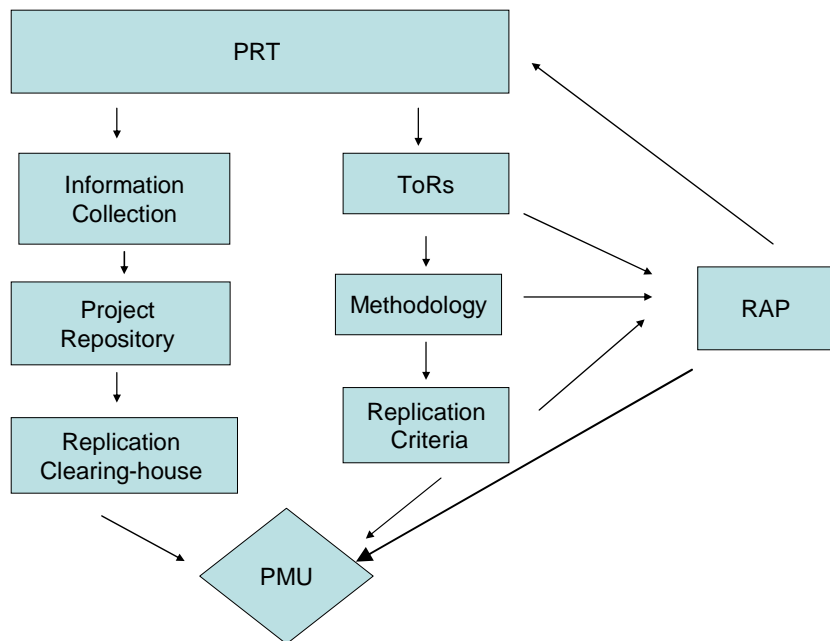 PRT
Information
Collection
ToRs
Project
Repository
Methodology
RAP
Replication
Clearing-house
Replication
Criteria
PMU